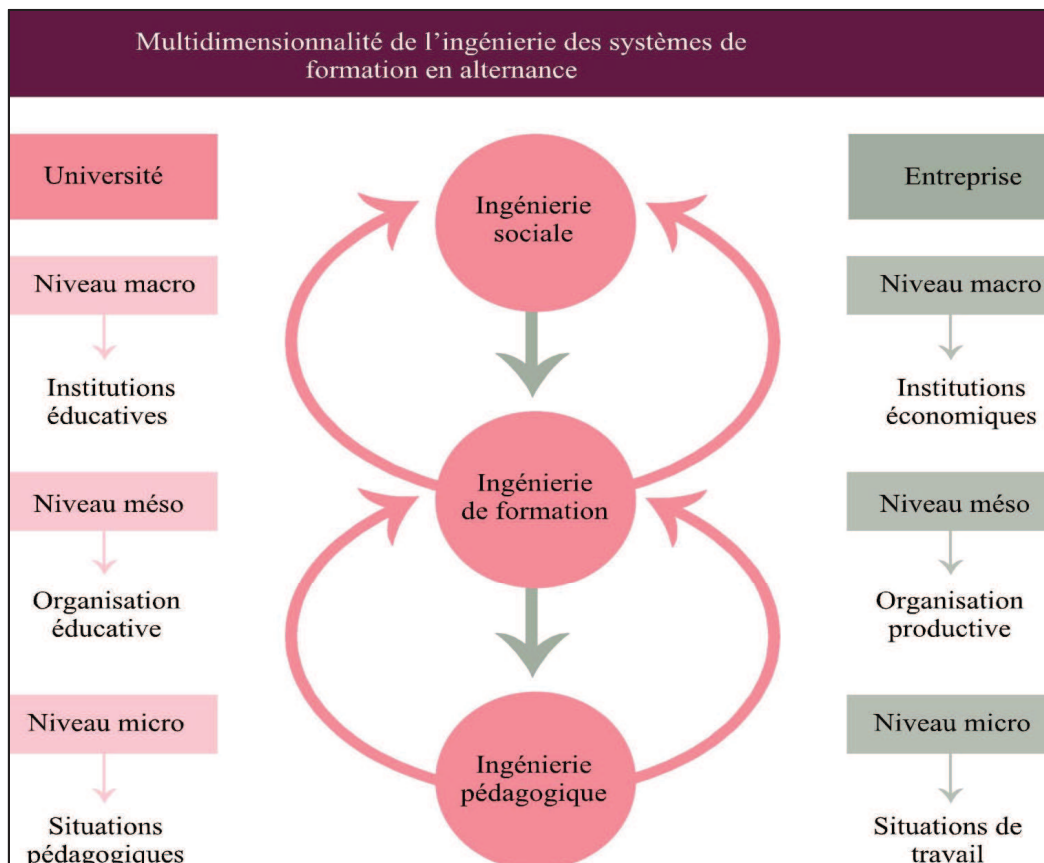 Multidimensionnalité de l'ingénierie des systèmes de
formation en alternance
Université
Niveau macro
Institutions
éducatives
Niveau méso
Organisation
éducative
Niveau micro
Situations
pédagogiques
Ingénierie
sociale
Ingénierie
de formation
Ingénierie
pédagogique
Entreprise
Niveau macro
Institutions
économiques
Niveau méso
Organisation
productive
Niveau micro
Situations de
travail